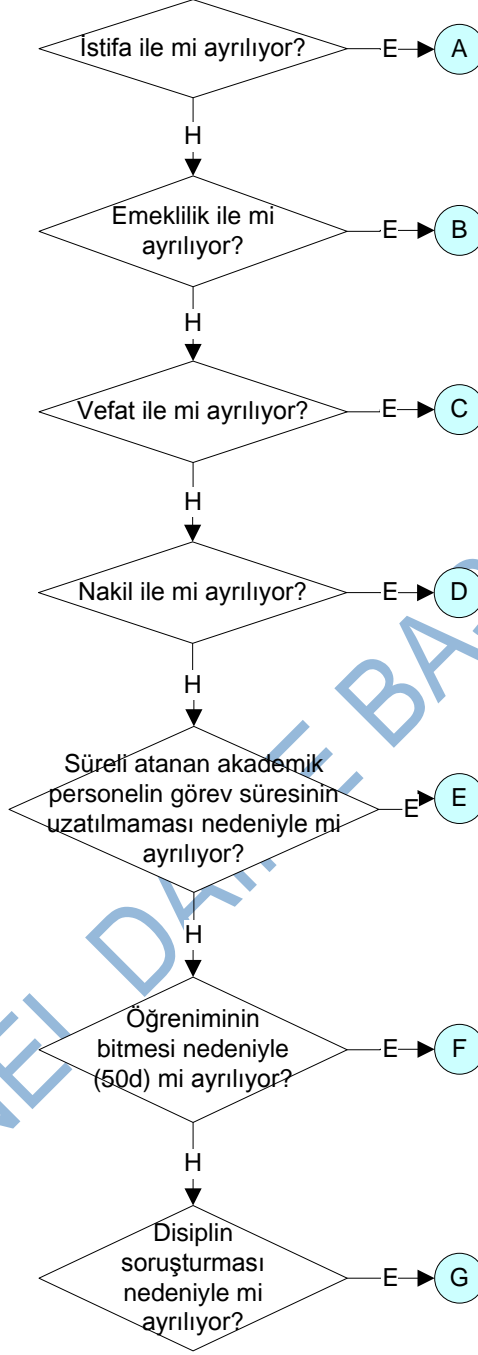 İstifa ile mi ayrılıyor?
E
A
H
Emeklilik ile mi
ayrılıyor?
E
B
H
Vefat ile mi ayrılıyor?
E
C
H
Nakil ile mi ayrılıyor?
E
D
H
Süreli atanan akademik
personelin görev süresinin
uzatılmaması nedeniyle mi
ayrılıyor?
E
E
H
Öğreniminin
bitmesi nedeniyle
(50d) mi ayrılıyor?
E
F
H
Disiplin
soruşturması
nedeniyle mi
ayrılıyor?
E
G